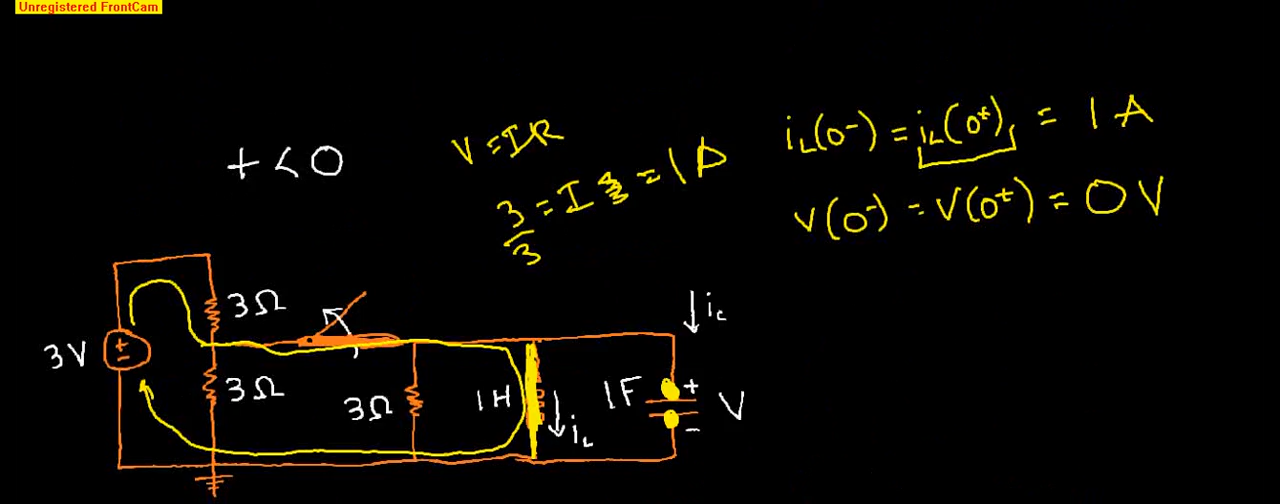 Unregistered FrontCam
t < 0
V = IR
3/3 = I 3 = 1 A
iL(0-) = iL(0+) = 1 A
V(0-) = V(0+) = 0 V
3V
+
-
3Ω
3Ω
3Ω
1H
iL
1F
ic
+
V
-